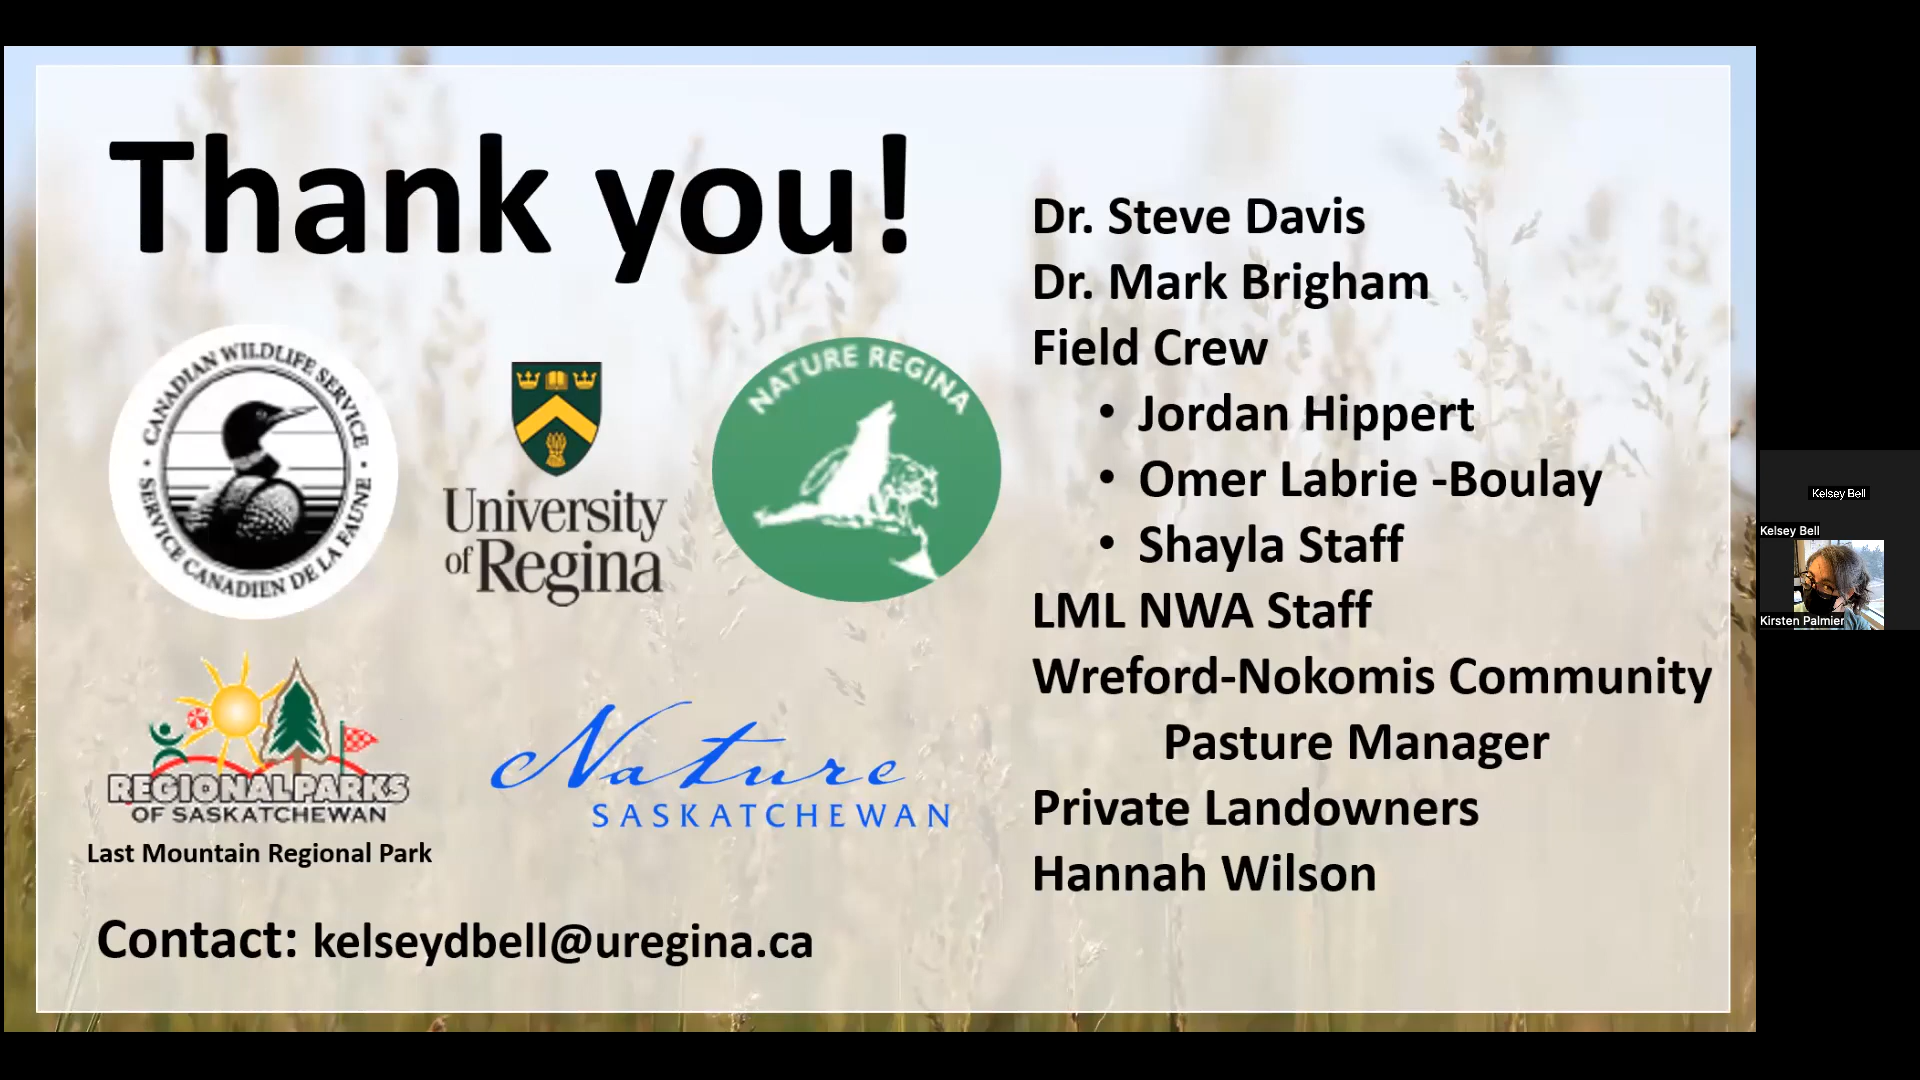 Thank you!
CANADIAN WILDLIFE SERVICE
SERVICE CANADIEN DE LA FAUNE
University
of Regina
NATURE REGINA
REGIONAL PARKS
OF SASKATCHEWAN
Last Mountain Regional Park
Nature
SASKATCHEWAN
Contact: kelseydbell@uregina.ca
Dr. Steve Davis
Dr. Mark Brigham
Field Crew
• Jordan Hippert
• Omer Labrie -Boulay
• Shayla Staff
LML NWA Staff
Wreford-Nokomis Community
Pasture Manager
Private Landowners
Hannah Wilson
Kelsey Bell
Kelsey Bell
Kirsten Palmier